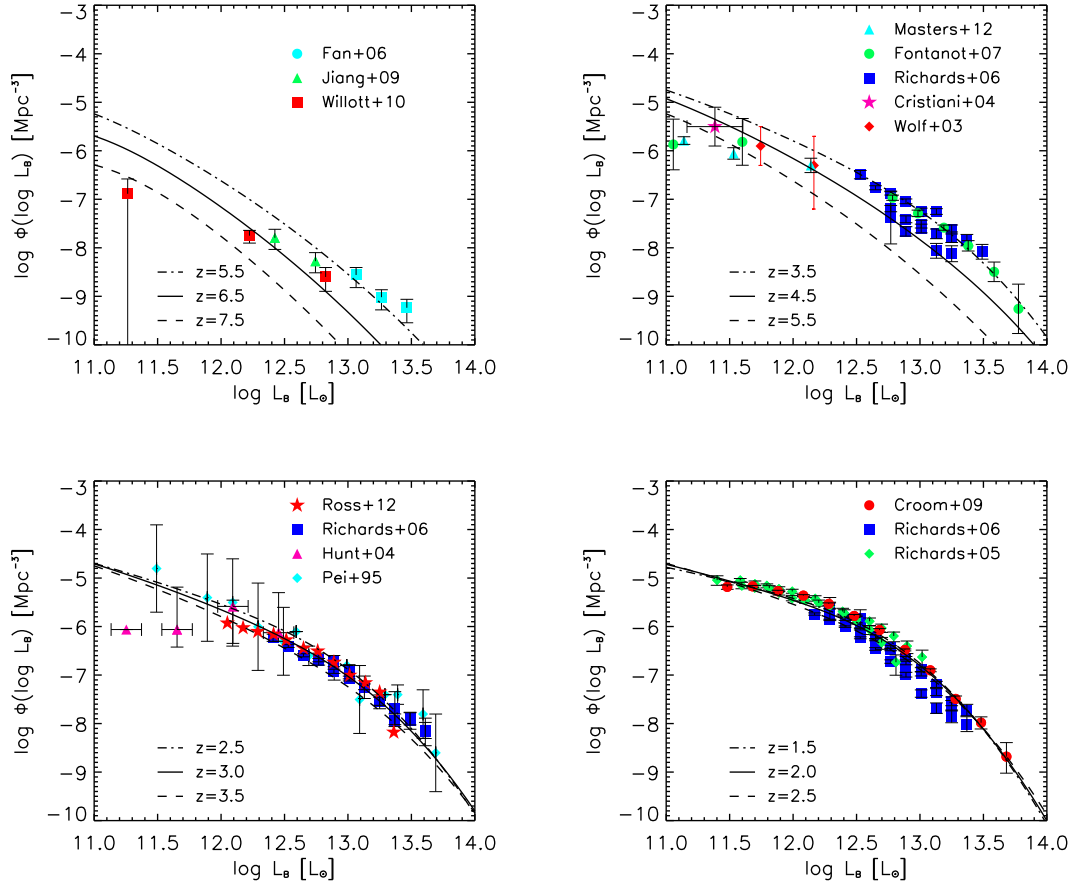 −3
−4
−5
−6
−7
−8
−9
−10
log Φ(log L_B) [Mpc⁻³]
Fan+06
Jiang+09
Willott+10
z=5.5
z=6.5
z=7.5
11.0 11.5 12.0 12.5 13.0 13.5 14.0
log L_B [L_⊙]
−3
−4
−5
−6
−7
−8
−9
−10
log Φ(log L_B) [Mpc⁻³]
Masters+12
Fontanot+07
Richards+06
Cristiani+04
Wolf+03
z=3.5
z=4.5
z=5.5
11.0 11.5 12.0 12.5 13.0 13.5 14.0
log L_B [L_⊙]
−3
−4
−5
−6
−7
−8
−9
−10
log Φ(log L_B) [Mpc⁻³]
Ross+12
Richards+06
Hunt+04
Pei+95
z=2.5
z=3.0
z=3.5
11.0 11.5 12.0 12.5 13.0 13.5 14.0
log L_B [L_⊙]
−3
−4
−5
−6
−7
−8
−9
−10
log Φ(log L_B) [Mpc⁻³]
Croom+09
Richards+06
Richards+05
z=1.5
z=2.0
z=2.5
11.0 11.5 12.0 12.5 13.0 13.5 14.0
log L_B [L_⊙]